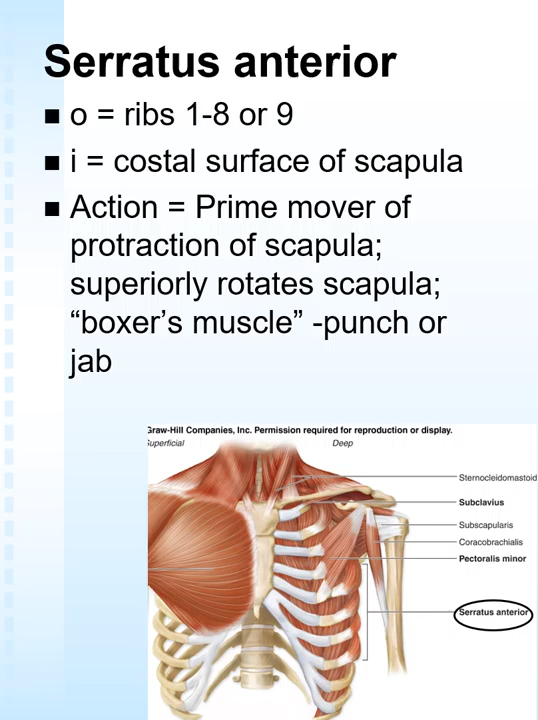 Serratus anterior
o = ribs 1-8 or 9
i = costal surface of scapula
Action = Prime mover of
protraction of scapula;
superiorly rotates scapula;
“boxer’s muscle” -punch or
jab
Graw-Hill Companies, Inc. Permission required for reproduction or display.
Superficial
Deep
Sternocleidomastoid
Subclavius
Subscapularis
Coracobrachialis
Pectoralis minor
Serratus anterior